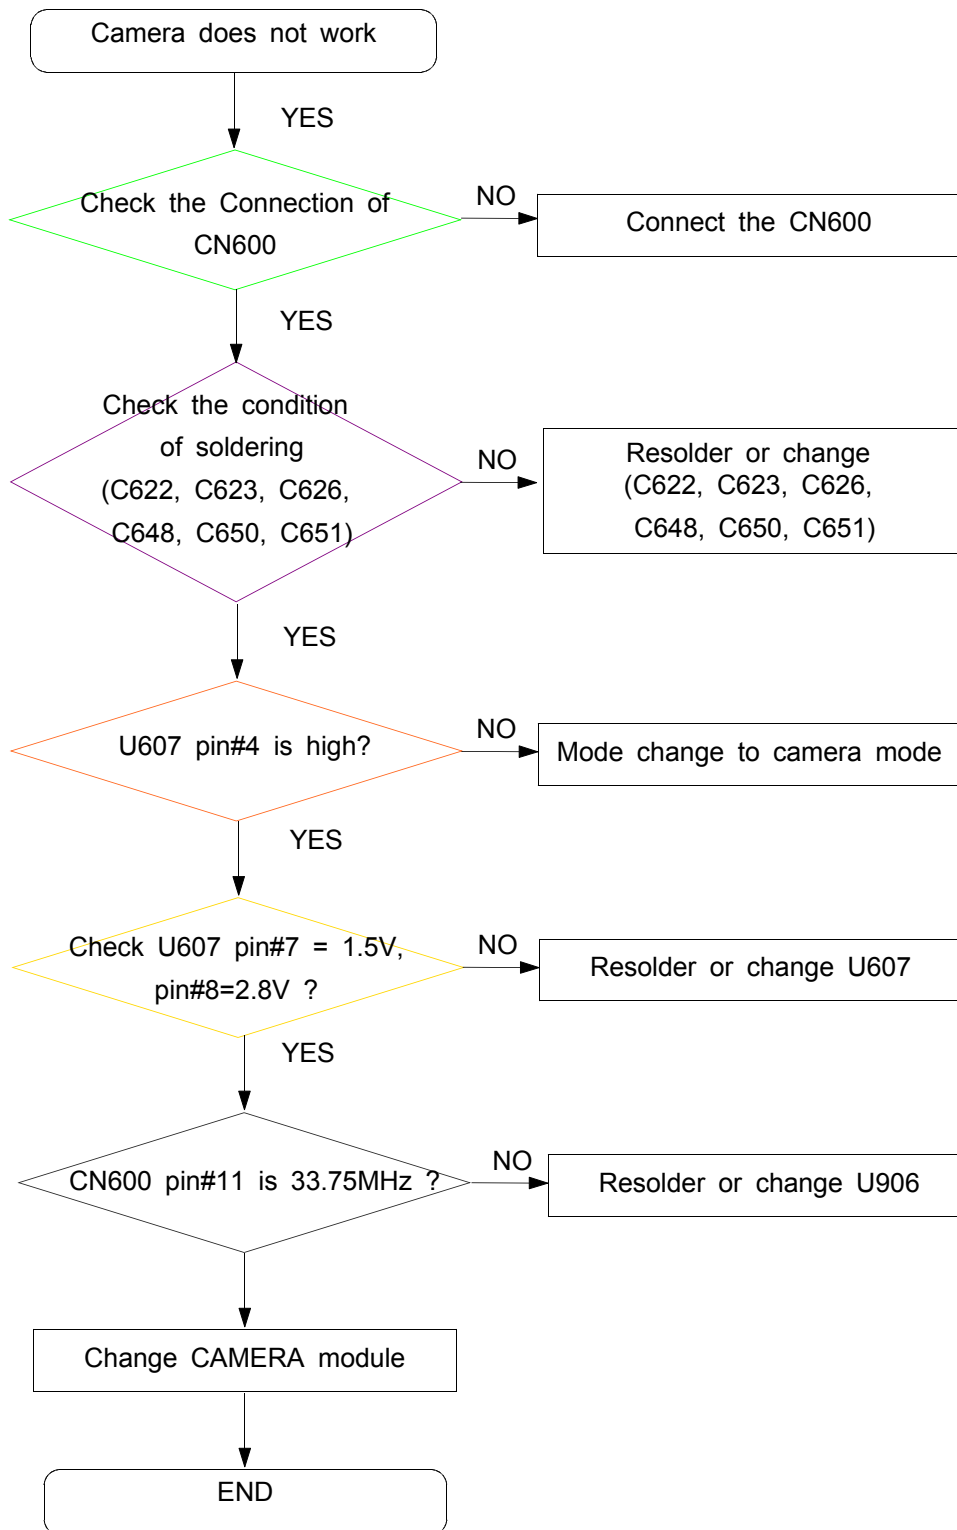 Camera does not work
YES
Check the Connection of
CN600
NO
Connect the CN600
YES
Check the condition
of soldering
(C622, C623, C626,
C648, C650, C651)
NO
Resolder or change
(C622, C623, C626,
C648, C650, C651)
YES
U607 pin#4 is high?
NO
Mode change to camera mode
YES
Check U607 pin#7 = 1.5V,
pin#8=2.8V ?
NO
Resolder or change U607
YES
CN600 pin#11 is 33.75MHz ?
NO
Resolder or change U906
Change CAMERA module
END